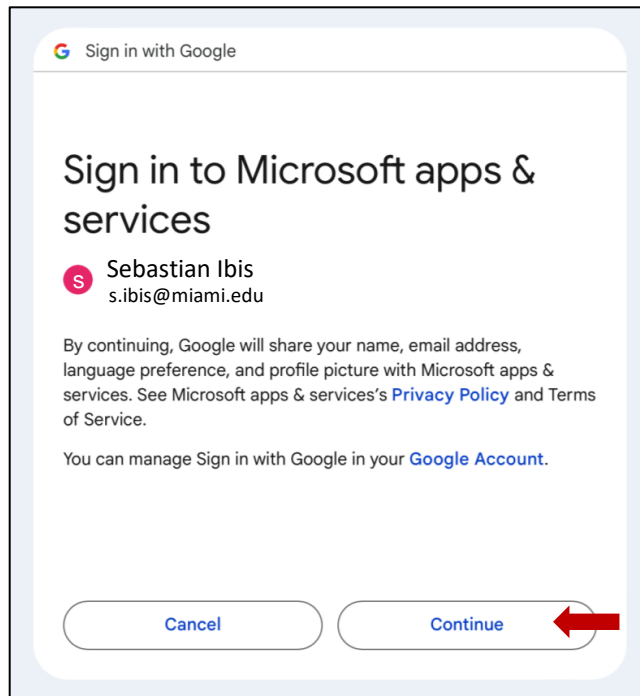 Sign in with Google
Sign in to Microsoft apps &
services
S
Sebastian Ibis
s.ibis@miami.edu
By continuing, Google will share your name, email address,
language preference, and profile picture with Microsoft apps &
services. See Microsoft apps & services's Privacy Policy and Terms
of Service.
You can manage Sign in with Google in your Google Account.
Cancel
Continue